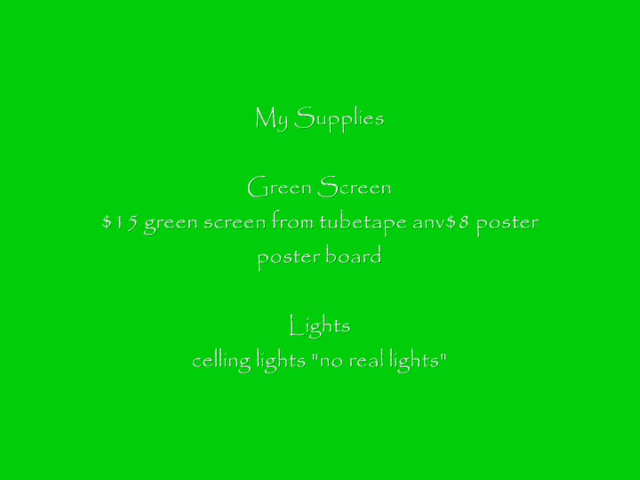 My Supplies
Green Screen
$15 green screen from tubetape anv$8 poster
poster board
Lights
celling lights "no real lights"